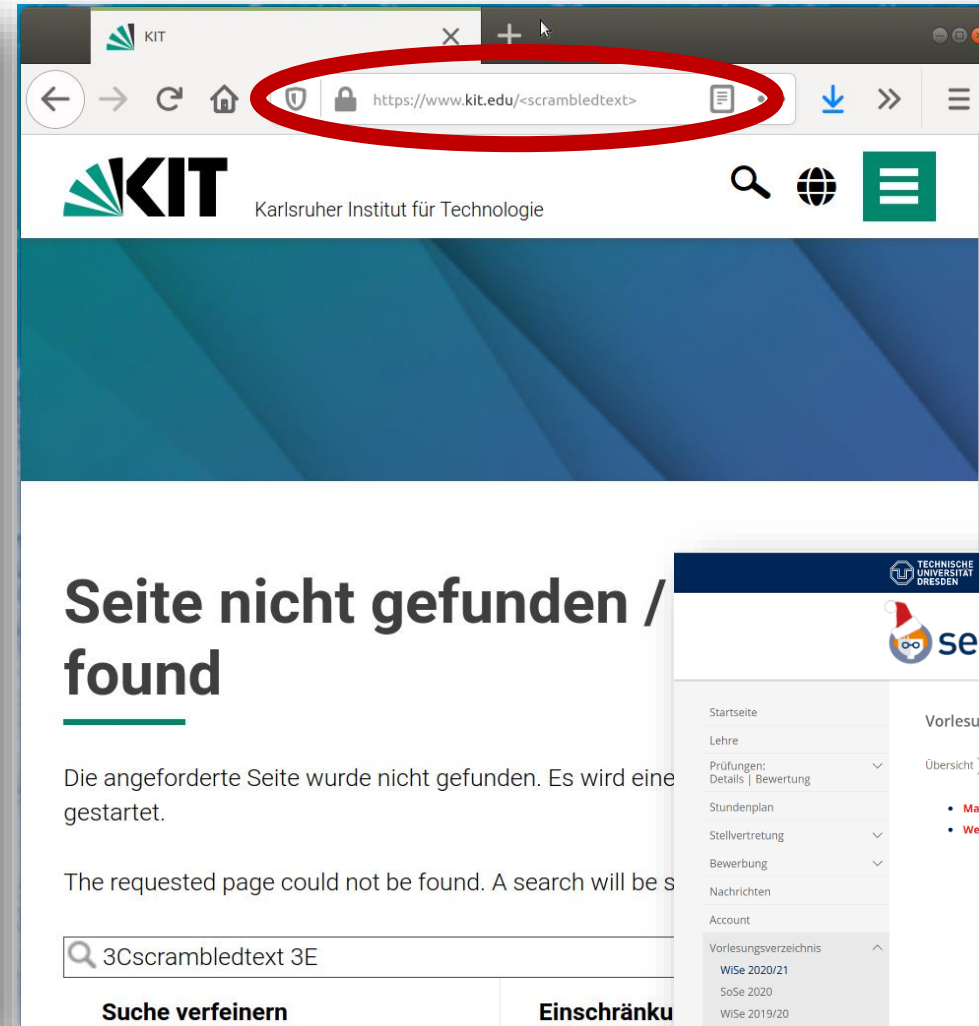 KIT
https://www.kit.edu/<scrambledtext>
KIT
Karlsruher Institut für Technologie
Seite nicht gefunden /
found
Die angeforderte Seite wurde nicht gefunden. Es wird eine
gestartet.
The requested page could not be found. A search will be s
3Cscrambledtext 3E
Suche verfeinern
Einschränku
TECHNISCHE
UNIVERSITÄT
DRESDEN
se
Startseite
Lehre
Prüfungen:
Details | Bewertung
Stundenplan
Stellvertretung
Bewerbung
Nachrichten
Account
Vorlesungsverzeichnis
WiSe 2020/21
SoSe 2020
WiSe 2019/20
Vorlesu
Übersicht
Ma
We